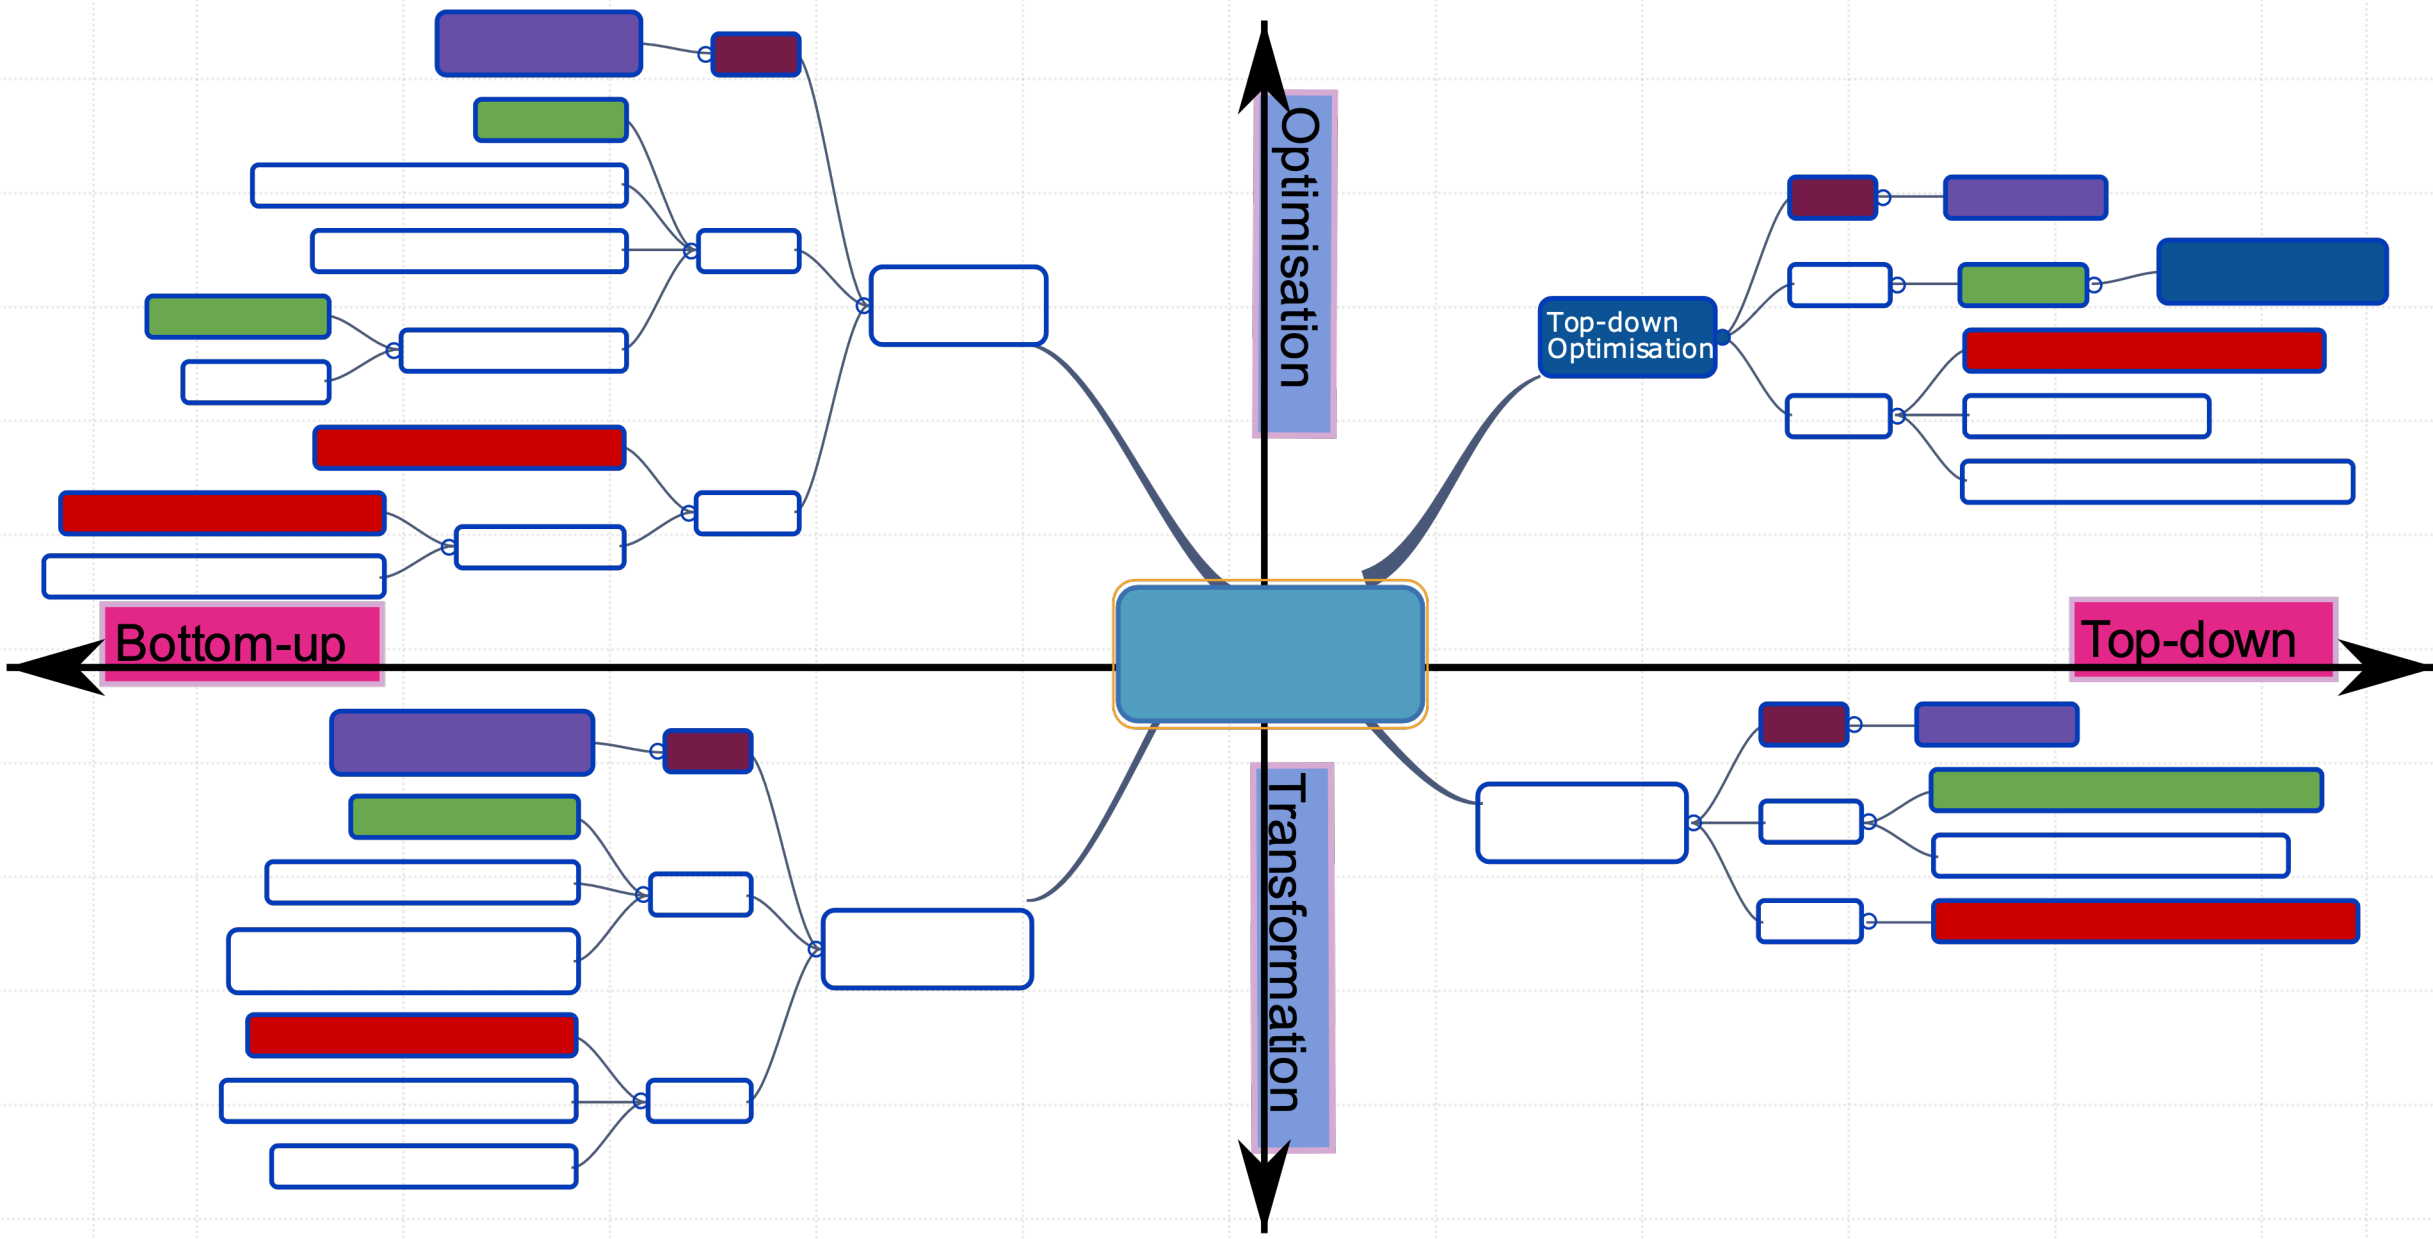 Optimisation
Top-down
Optimisation
Bottom-up
Top-down
Transformation